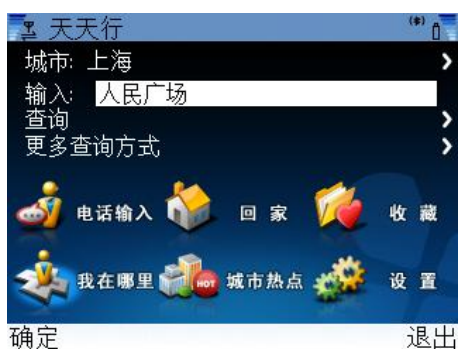 天天行
城市: 上海
输入: 人民广场
查询
更多查询方式
电话输入 回家 收藏
我在哪里 HOT 城市热点 设置
确定 退出